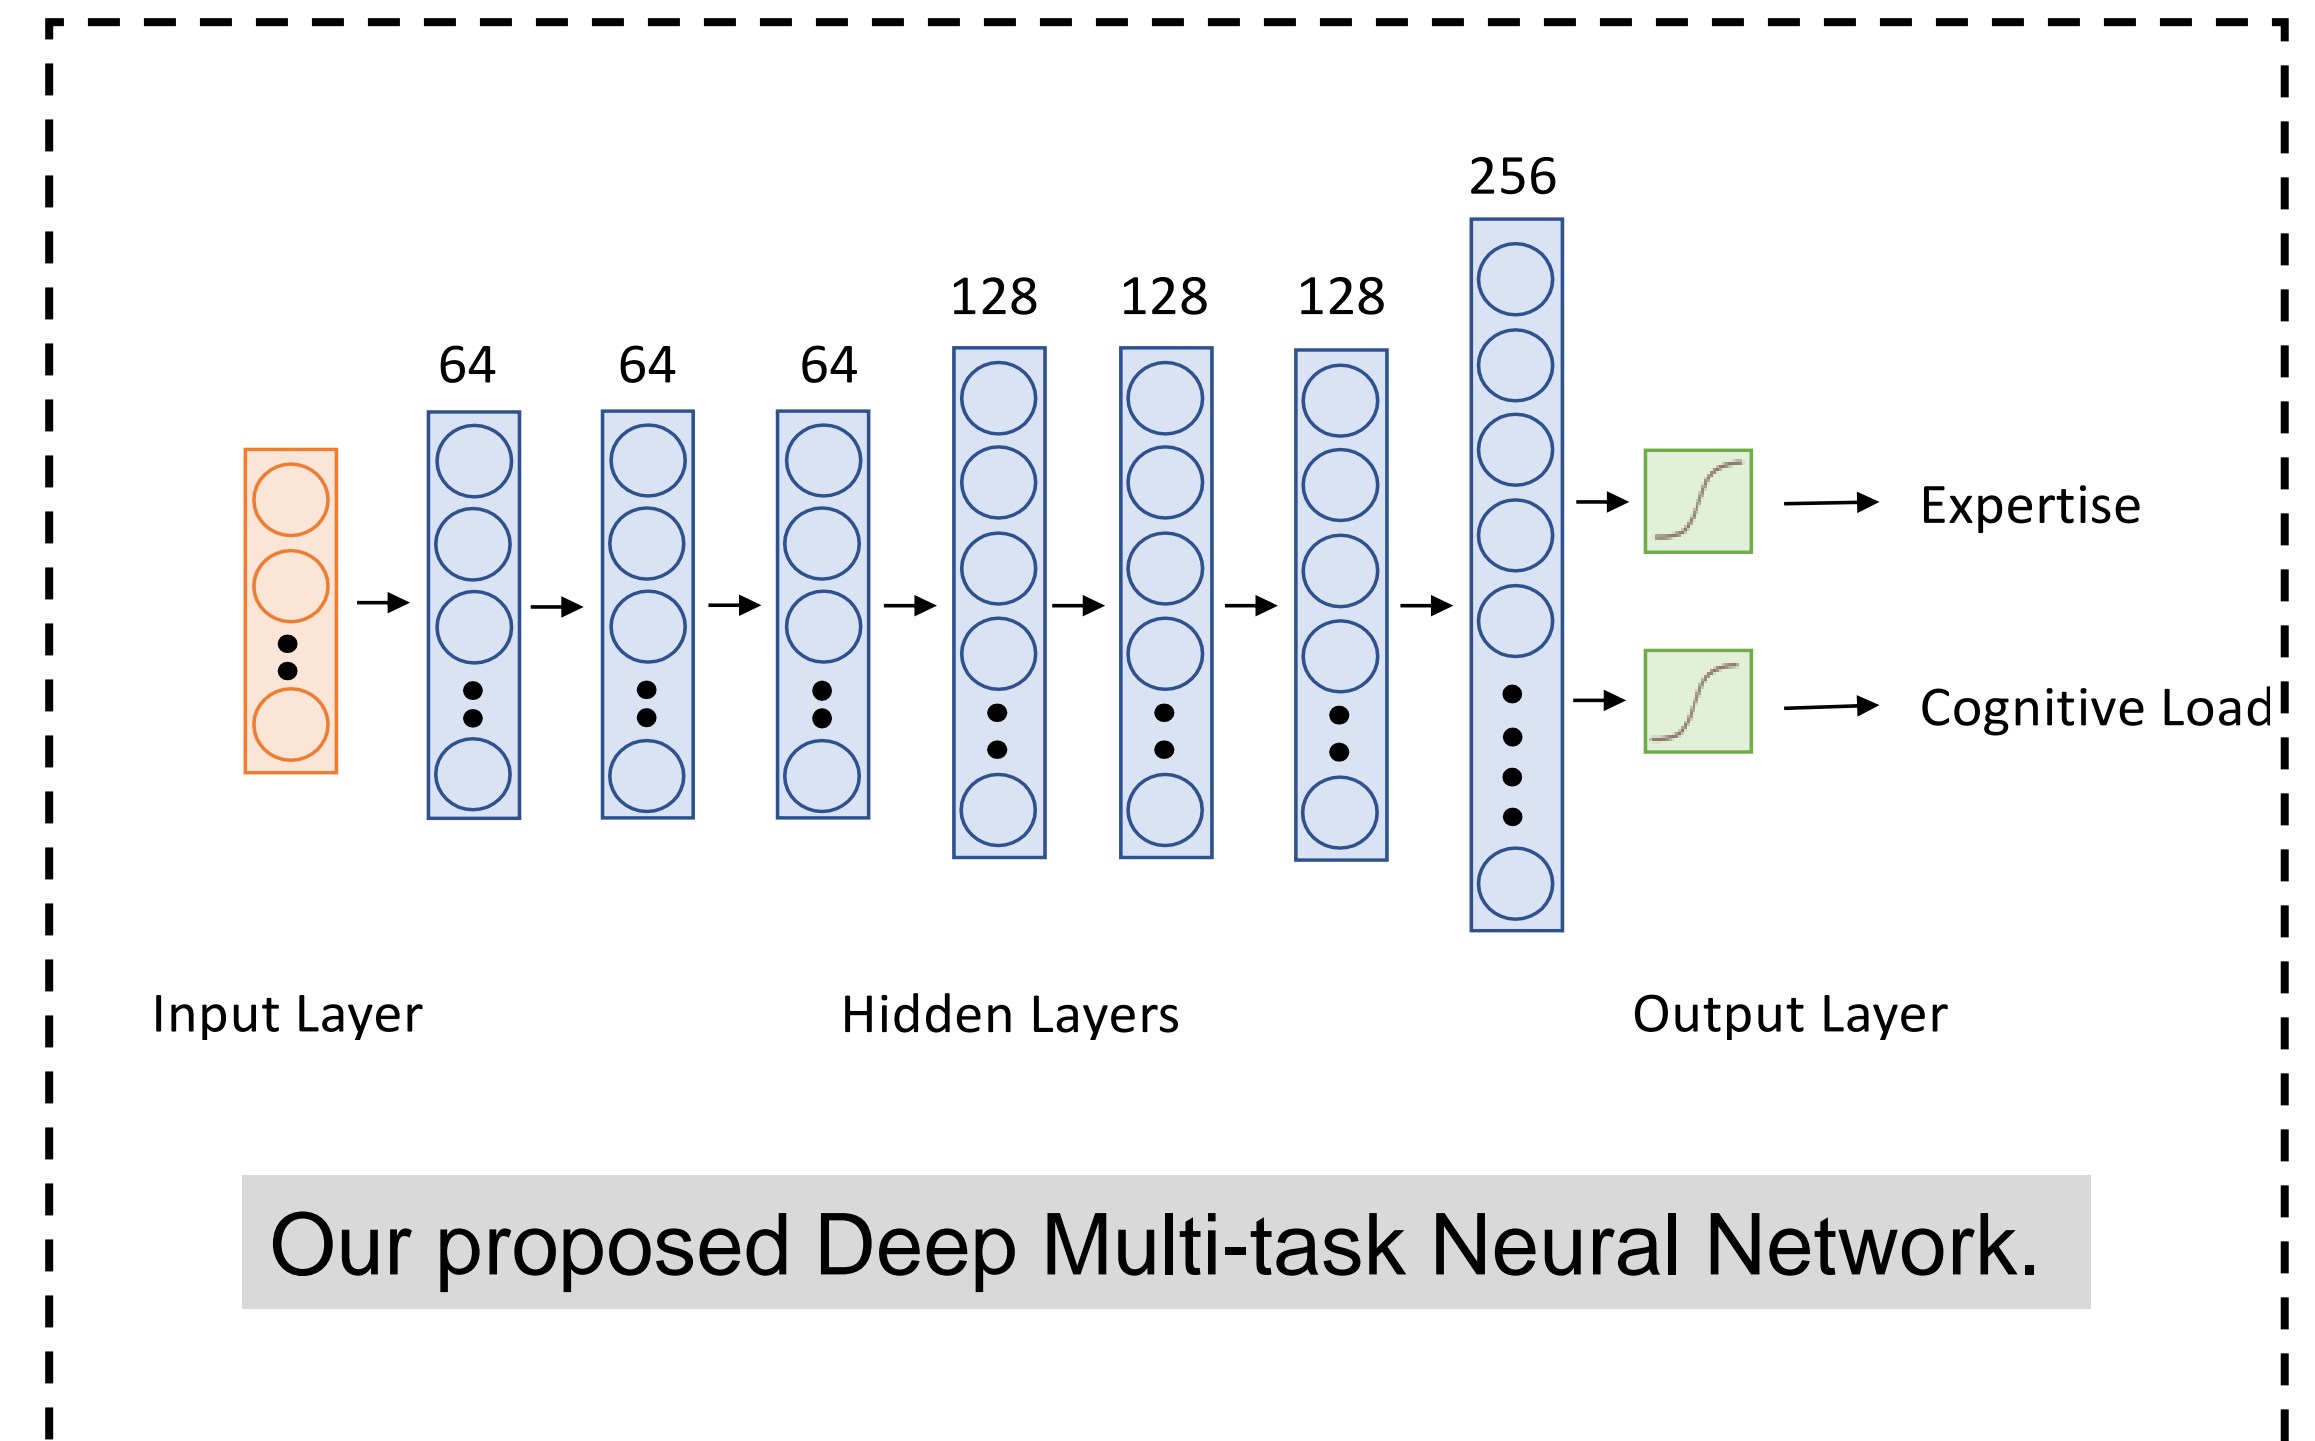 256
128 128 128
64 64 64
Expertise
Cognitive Load
Input Layer Hidden Layers Output Layer
Our proposed Deep Multi-task Neural Network.